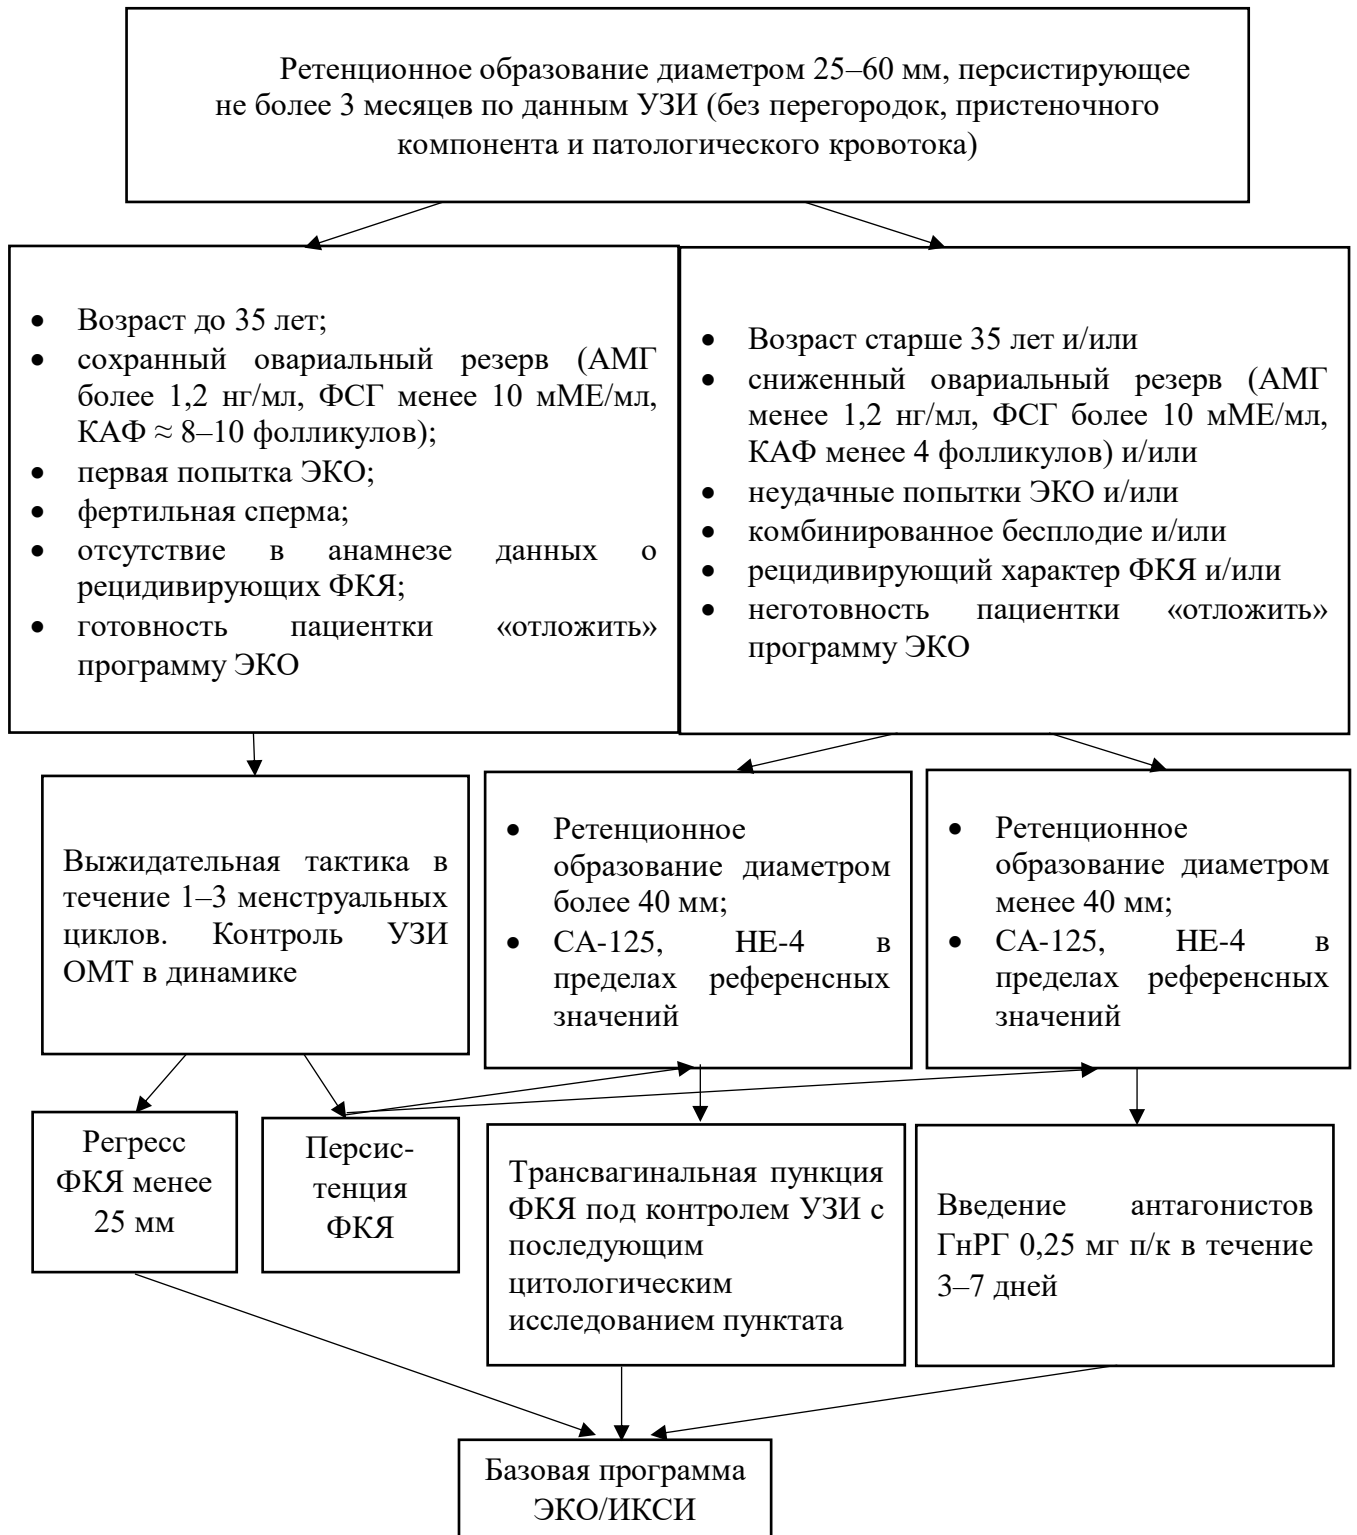 Ретенционное образование диаметром 25–60 мм, персистирующее
не более 3 месяцев по данным УЗИ (без перегородок, пристеночного
компонента и патологического кровотока)
• Возраст до 35 лет;
• сохранный овариальный резерв (АМГ
более 1,2 нг/мл, ФСГ менее 10 мМЕ/мл,
КАФ ≈ 8–10 фолликулов);
• первая попытка ЭКО;
• фертильная сперма;
• отсутствие в анамнезе данных о
рецидивирующих ФКЯ;
• готовность пациентки «отложить»
программу ЭКО
• Возраст старше 35 лет и/или
• сниженный овариальный резерв (АМГ
менее 1,2 нг/мл, ФСГ более 10 мМЕ/мл,
КАФ менее 4 фолликулов) и/или
• неудачные попытки ЭКО и/или
• комбинированное бесплодие и/или
• рецидивирующий характер ФКЯ и/или
• неготовность пациентки «отложить»
программу ЭКО
Выжидательная тактика в
течение 1–3 менструальных
циклов. Контроль УЗИ
ОМТ в динамике
• Ретенционное
образование диаметром
более 40 мм;
• СА-125, НЕ-4 в
пределах референсных
значений
• Ретенционное
образование диаметром
менее 40 мм;
• СА-125, НЕ-4 в
пределах референсных
значений
Регресс
ФКЯ менее
25 мм
Персис-
тенция
ФКЯ
Трансвагинальная пункция
ФКЯ под контролем УЗИ с
последующим
цитологическим
исследованием пунктата
Введение антагонистов
ГнРГ 0,25 мг п/к в течение
3–7 дней
Базовая программа
ЭКО/ИКСИ